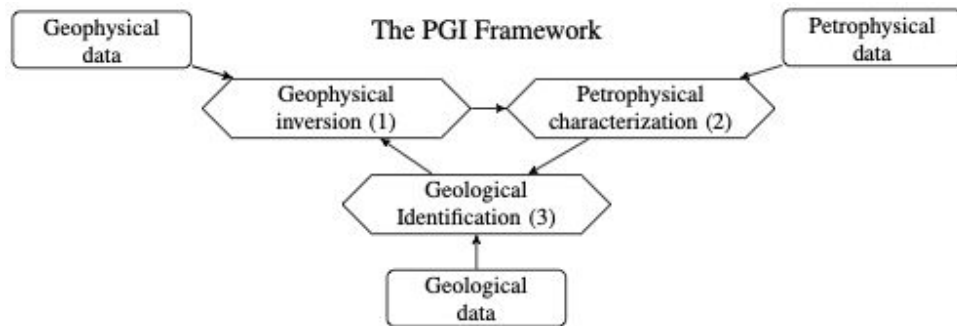 Geophysical
data
The PGI Framework
Petrophysical
data
Geophysical
inversion (1)
Petrophysical
characterization (2)
Geological
Identification (3)
Geological
data